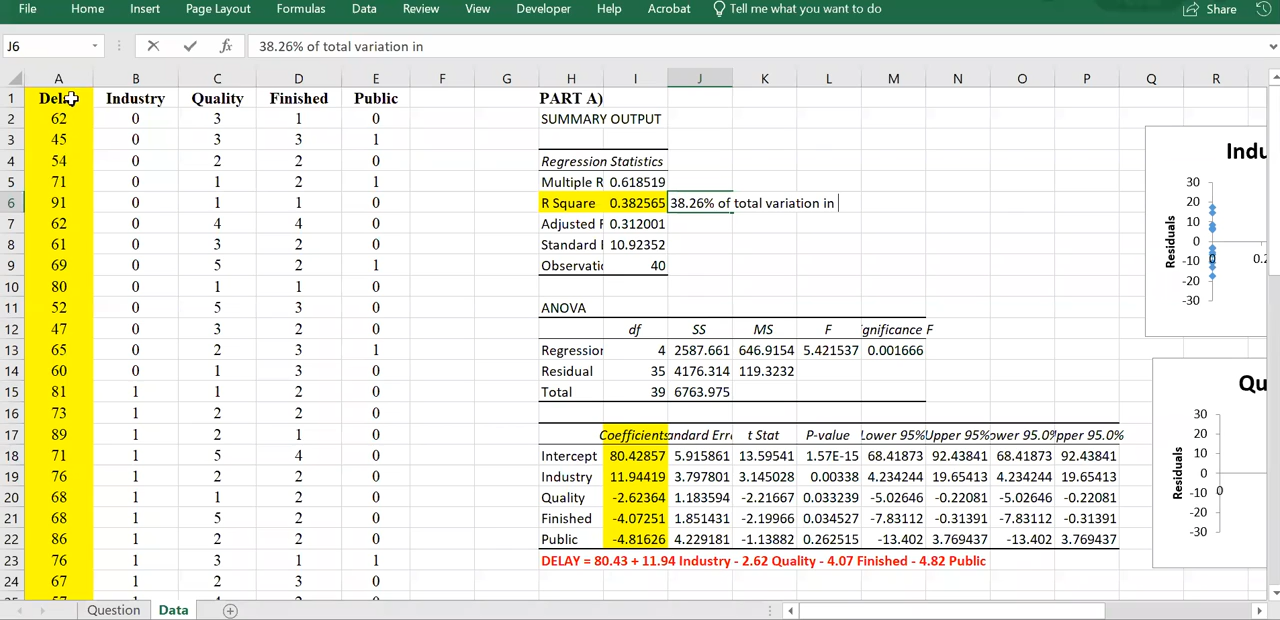 File Home Insert Page Layout Formulas Data Review View Developer Help Acrobat Tell me what you want to do Share
J6 fx 38.26% of total variation in
A B C D E F G H I J K L M N O P Q R
1 Delay Industry Quality Finished Public PART A)
2 62 0 3 1 0 SUMMARY OUTPUT
3 45 0 3 3 1
4 54 0 2 2 0 Regression Statistics
5 71 0 1 2 1 Multiple R 0.618519
6 91 0 1 1 0 R Square 0.382565 38.26% of total variation in
7 62 0 4 4 0 Adjusted F 0.312001
8 61 0 3 2 0 Standard I 10.92352
9 69 0 5 2 1 Observatio 40
10 80 0 1 1 0
11 52 0 5 3 0 ANOVA
12 47 0 3 2 0 df SS MS F gnificance F
13 65 0 2 3 1 Regression 4 2587.661 646.9154 5.421537 0.001666
14 60 0 1 3 0 Residual 35 4176.314 119.3232
15 81 1 1 2 0 Total 39 6763.975
16 73 1 2 2 0
17 89 1 2 1 0 Coefficients andard Erro t Stat P-value Lower 95% Upper 95% ower 95.0% pper 95.0%
18 71 1 5 4 0 Intercept 80.42857 5.915861 13.59541 1.57E-15 68.41873 92.43841 68.41873 92.43841
19 76 1 2 2 0 Industry 11.94419 3.797801 3.145028 0.00338 4.234244 19.65413 4.234244 19.65413
20 68 1 1 2 0 Quality -2.62364 1.183594 -2.21667 0.033239 -5.02646 -0.22081 -5.02646 -0.22081
21 68 1 5 2 0 Finished -4.07251 1.851431 -2.19966 0.034527 -7.83112 -0.31391 -7.83112 -0.31391
22 86 1 2 2 0 Public -4.81626 4.229181 -1.13882 0.262515 -13.402 3.769437 -13.402 3.769437
23 76 1 3 1 1 DELAY = 80.43 + 11.94 Industry - 2.62 Quality - 4.07 Finished - 4.82 Public
24 67 1 2 3 0
Indu
Residuals
30
20
10
0
-10
-20
-30
0 0.2
Qu
Residuals
30
20
10
0
-10
-20
-30
0
Question Data